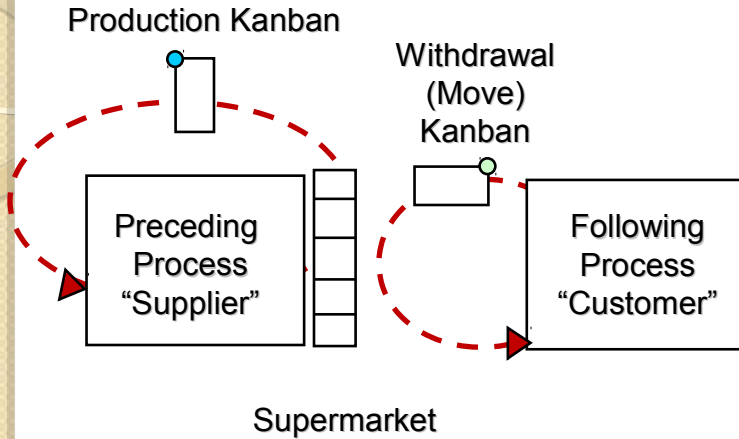 Production Kanban
Withdrawal
(Move)
Kanban
Preceding
Process
“Supplier”
Following
Process
“Customer”
Supermarket